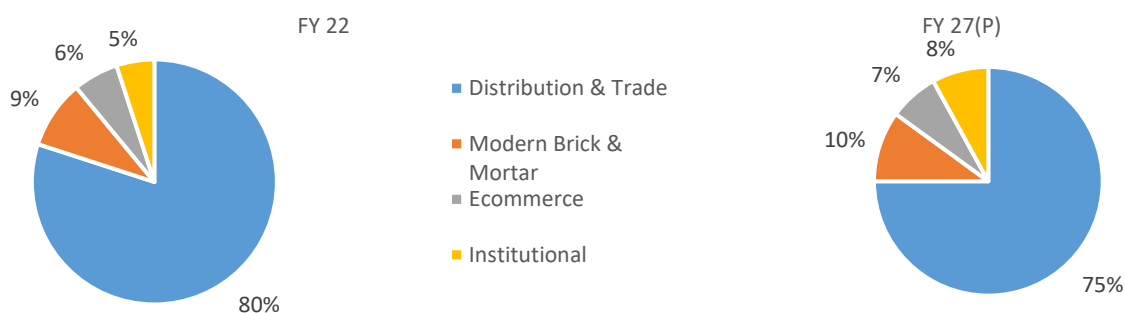 FY 22
5%
6%
9%
80%
Distribution & Trade
Modern Brick &
Mortar
Ecommerce
Institutional
FY 27(P)
8%
7%
10%
75%